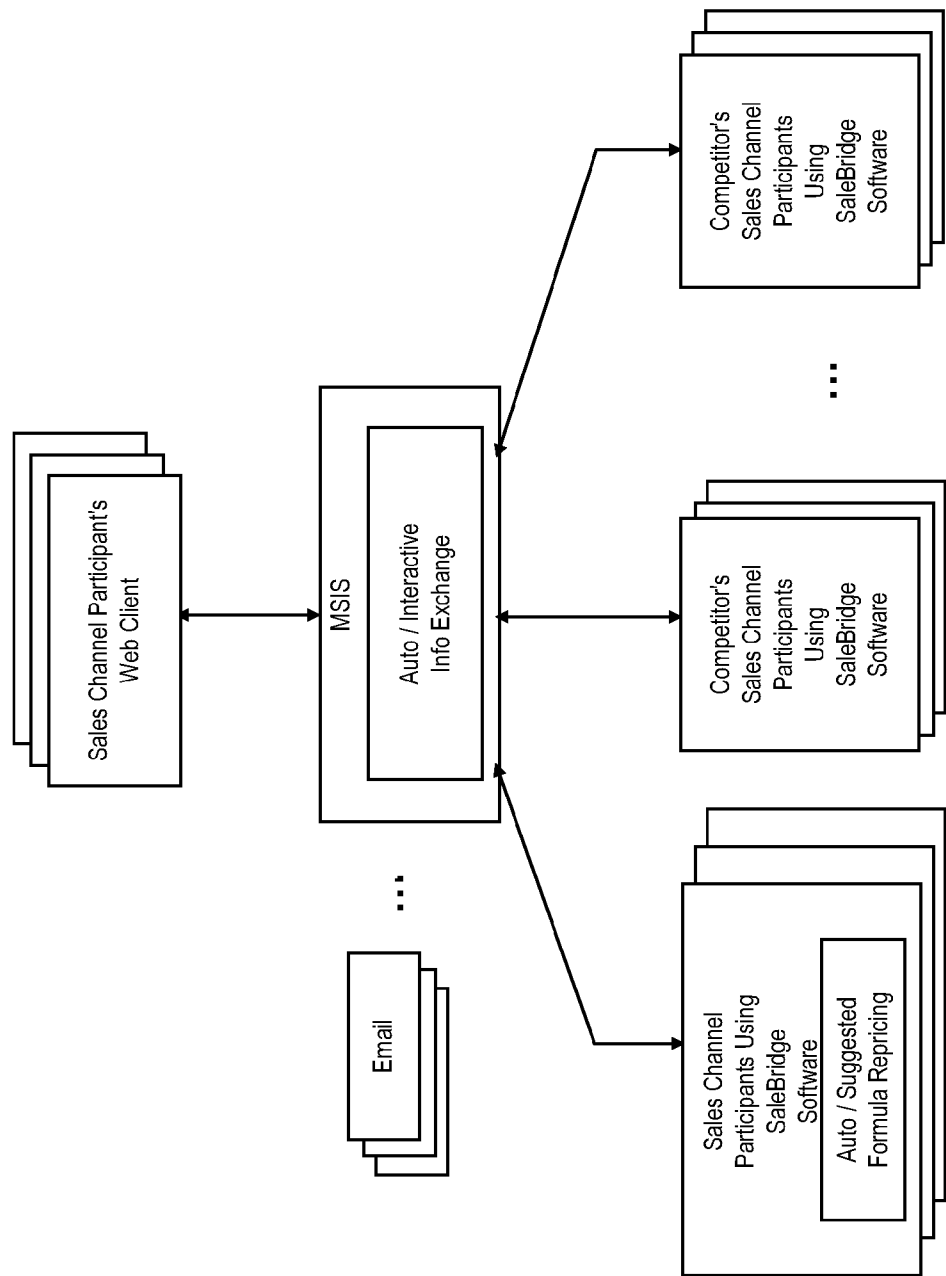 Sales Channel Participant's
Web Client
Email
...
MSIS
Auto / Interactive
Info Exchange
Sales Channel
Participants Using
SaleBridge
Software
Auto / Suggested
Formula Repricing
Competitor's
Sales Channel
Participants
Using
SaleBridge
Software
...
Competitor's
Sales Channel
Participants
Using
SaleBridge
Software